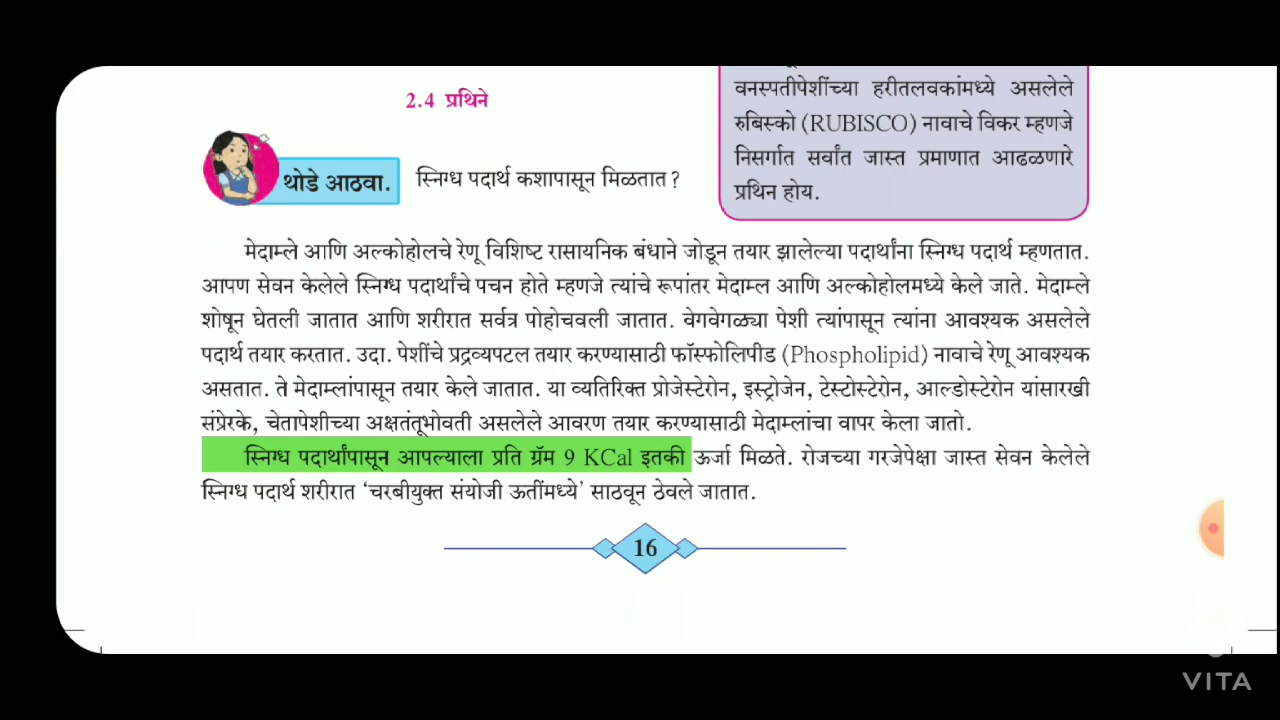 2.4 प्रथिने
वनस्पतीपेशींच्या हरीतलवकांमध्ये असलेले
रुबिस्को (RUBISCO) नावाचे विकर म्हणजे
निसर्गात सर्वांत जास्त प्रमाणात आढळणारे
प्रथिन होय.
थोडे आठवा.
स्निग्ध पदार्थ कशापासून मिळतात ?
मेदाम्ले आणि अल्कोहोलचे रेणू विशिष्ट रासायनिक बंधाने जोडून तयार झालेल्या पदार्थांना स्निग्ध पदार्थ म्हणतात.
आपण सेवन केलेले स्निग्ध पदार्थांचे पचन होते म्हणजे त्यांचे रूपांतर मेदाम्ल आणि अल्कोहोलमध्ये केले जाते. मेदाम्ले
शोषून घेतली जातात आणि शरीरात सर्वत्र पोहोचवली जातात. वेगवेगळ्या पेशी त्यांपासून त्यांना आवश्यक असलेले
पदार्थ तयार करतात. उदा. पेशींचे प्रद्रव्यपटल तयार करण्यासाठी फॉस्फोलिपीड (Phospholipid) नावाचे रेणू आवश्यक
असतात. ते मेदाम्लांपासून तयार केले जातात. या व्यतिरिक्त प्रोजेस्टेरोन, इस्ट्रोजेन, टेस्टोस्टेरोन, आल्डोस्टेरोन यांसारखी
संप्रेरके, चेतापेशीच्या अक्षतंतूभोवती असलेले आवरण तयार करण्यासाठी मेदाम्लांचा वापर केला जातो.
स्निग्ध पदार्थांपासून आपल्याला प्रति ग्रॅम 9 KCal इतकी ऊर्जा मिळते. रोजच्या गरजेपेक्षा जास्त सेवन केलेले
स्निग्ध पदार्थ शरीरात ‘चरबीयुक्त संयोजी ऊतींमध्ये’ साठवून ठेवले जातात.
16
VITA